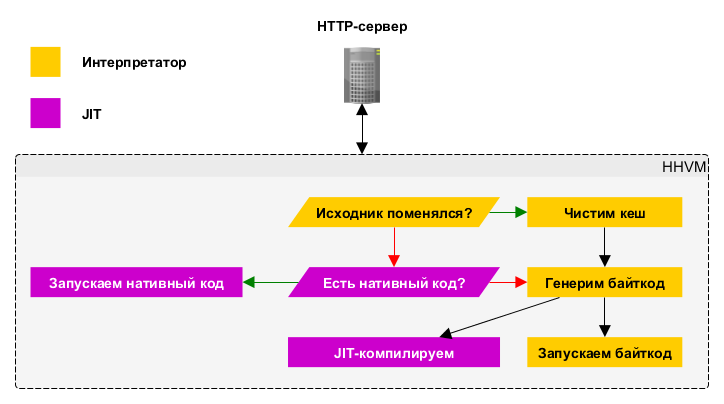 HTTP-сервер
Интерпретатор
JIT
HHVM
Исходник поменялся?
Чистим кеш
Запускаем нативный код
Есть нативный код?
Генерим байткод
JIT-компилируем
Запускаем байткод